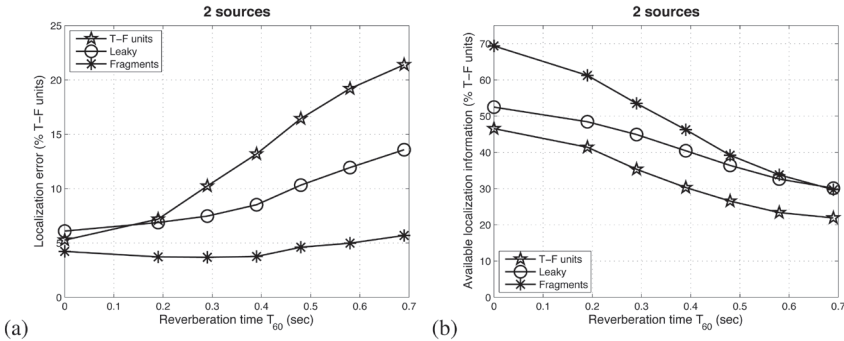 2 sources
T-F units
Leaky
Fragments
25
20
15
10
5
0
Localization error (% T-F units)
0 0.1 0.2 0.3 0.4 0.5 0.6 0.7
Reverberation time T60 (sec)
(a)
2 sources
70
60
50
40
30
20
10
0
Available localization information (% T-F units)
T-F units
Leaky
Fragments
0 0.1 0.2 0.3 0.4 0.5 0.6 0.7
Reverberation time T60 (sec)
(b)